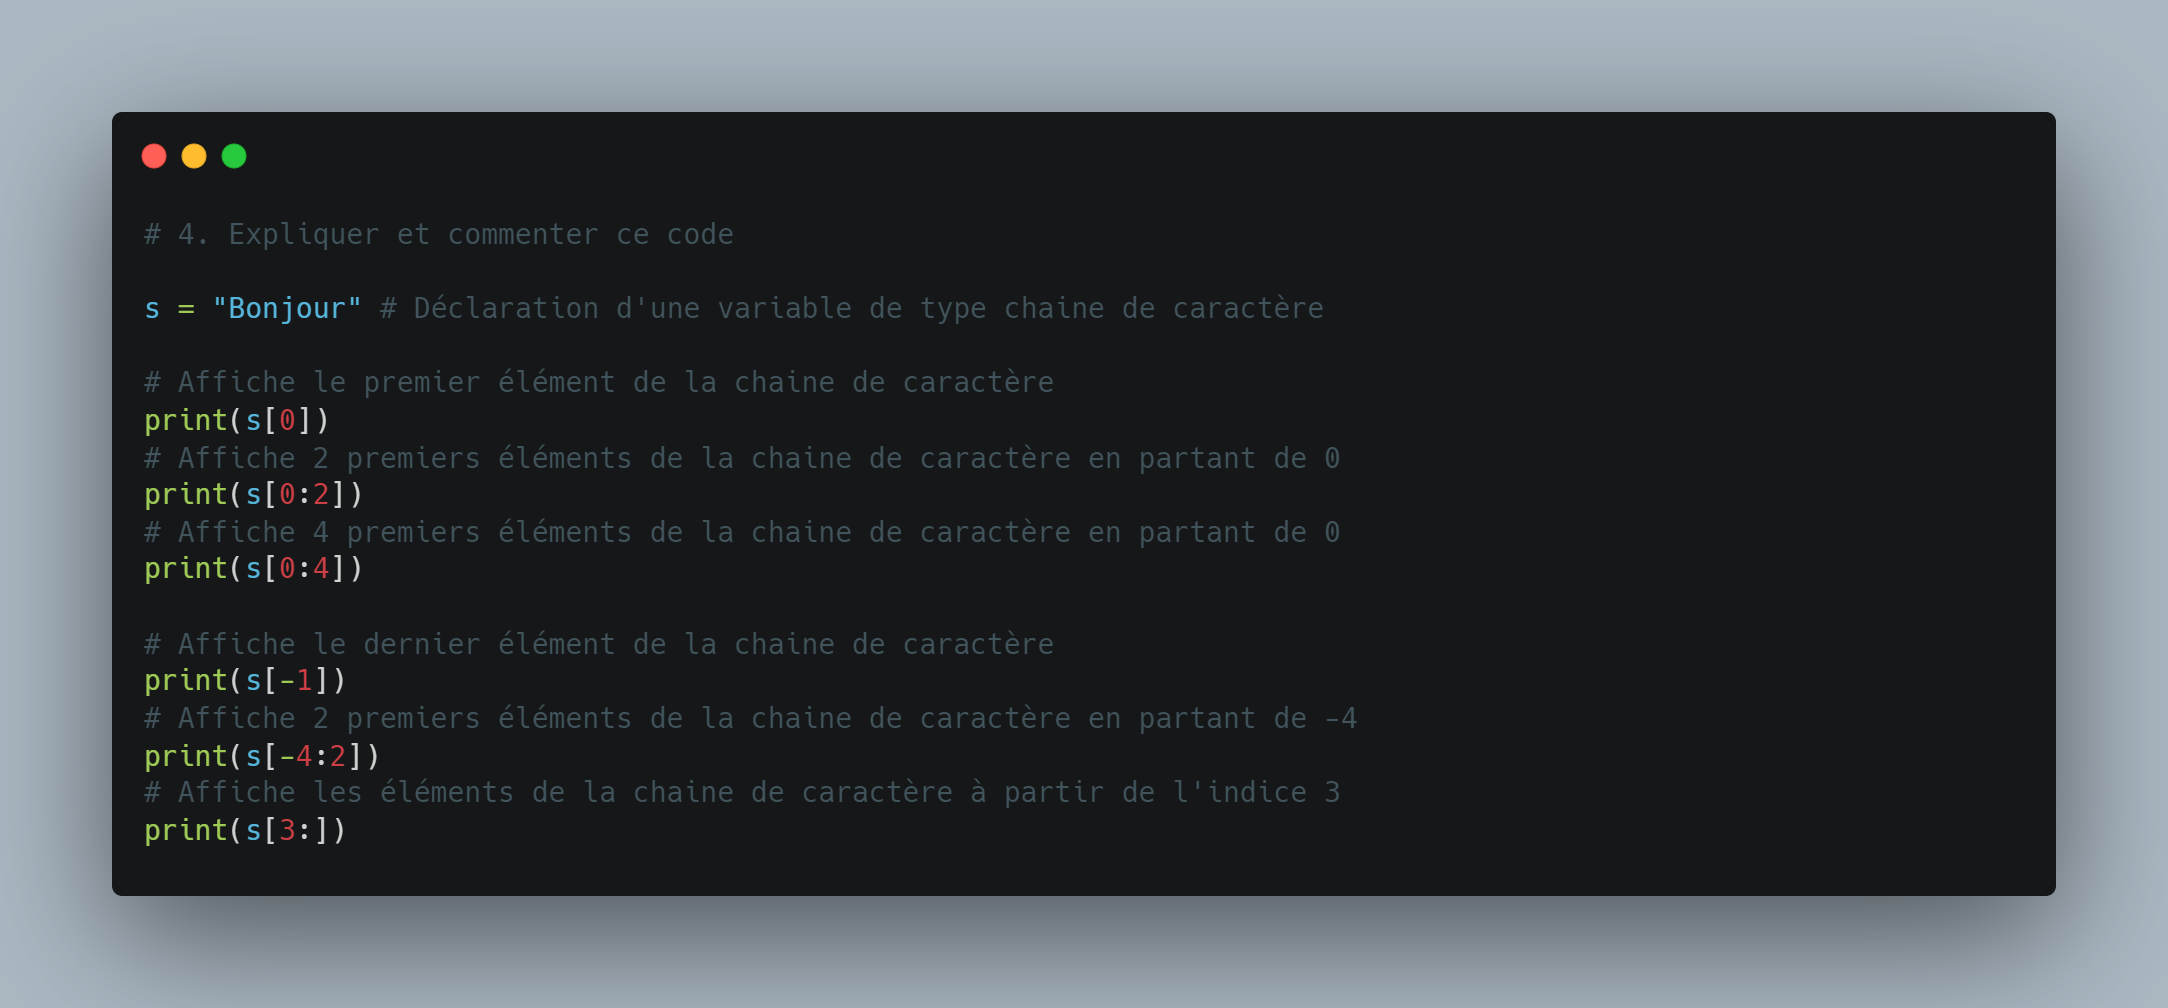 # 4. Expliquer et commenter ce code
s = "Bonjour" # Déclaration d'une variable de type chaine de caractère
# Affiche le premier élément de la chaine de caractère
print(s[0])
# Affiche 2 premiers éléments de la chaine de caractère en partant de 0
print(s[0:2])
# Affiche 4 premiers éléments de la chaine de caractère en partant de 0
print(s[0:4])
# Affiche le dernier élément de la chaine de caractère
print(s[-1])
# Affiche 2 premiers éléments de la chaine de caractère en partant de -4
print(s[-4:2])
# Affiche les éléments de la chaine de caractère à partir de l'indice 3
print(s[3:])